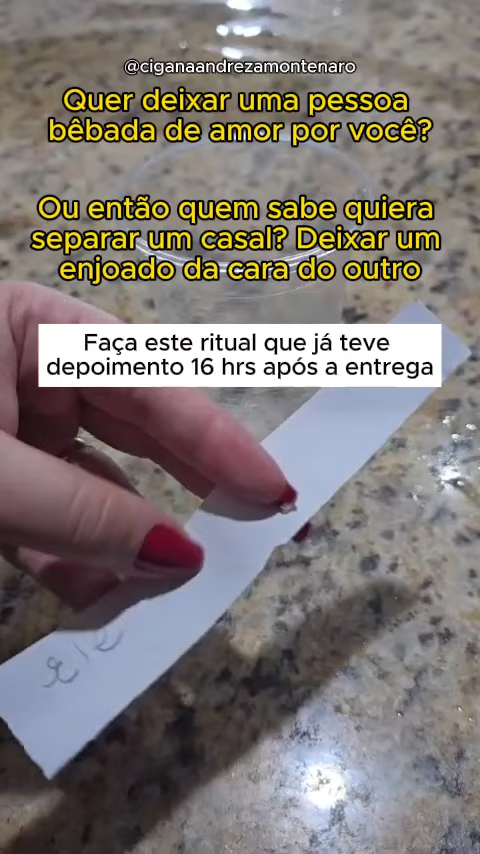 @ciganaandrezamontenaro
Quer deixar uma pessoa
bêbada de amor por você?
Ou então quem sabe quiera
separar um casal? Deixar um
enjoado da cara do outro
Faça este ritual que já teve
depoimento 16 hrs após a entrega
Ele